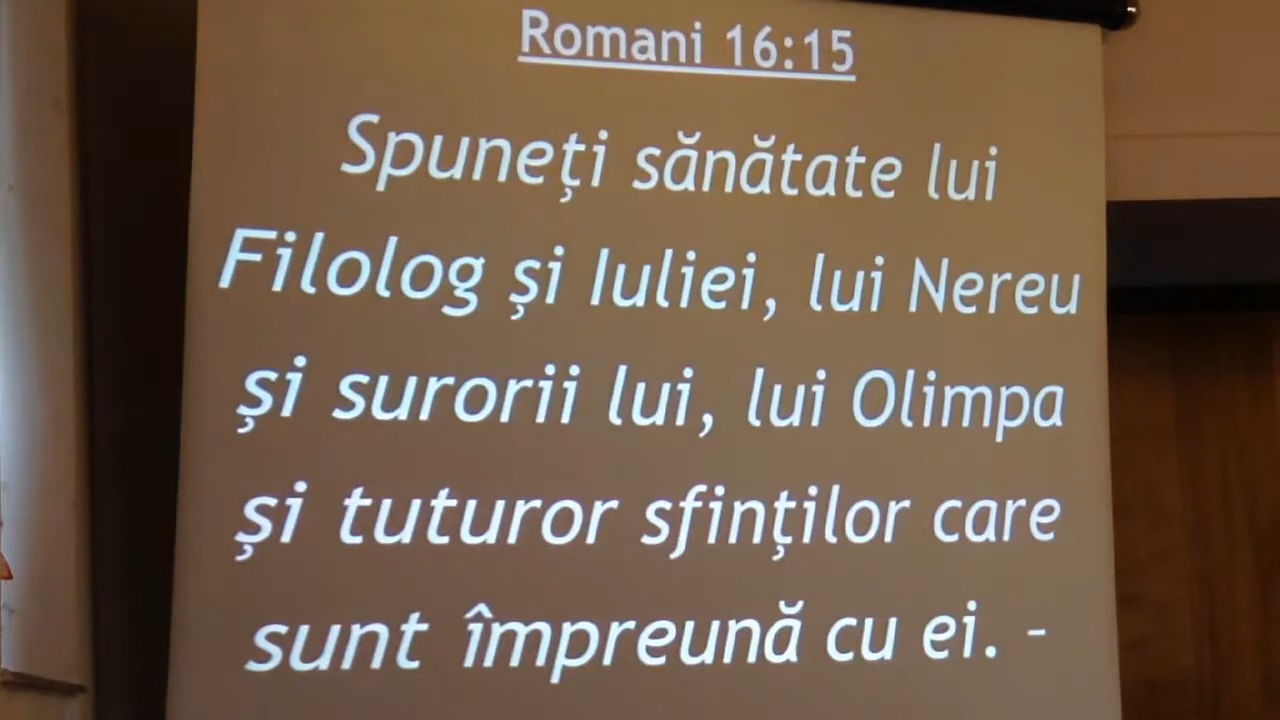 Romani 16:15
Spuneți sănătate lui
Filolog și Iuliei, lui Nereu
și surorii lui, lui Olimpa
și tuturor sfinților care
sunt împreună cu ei. -